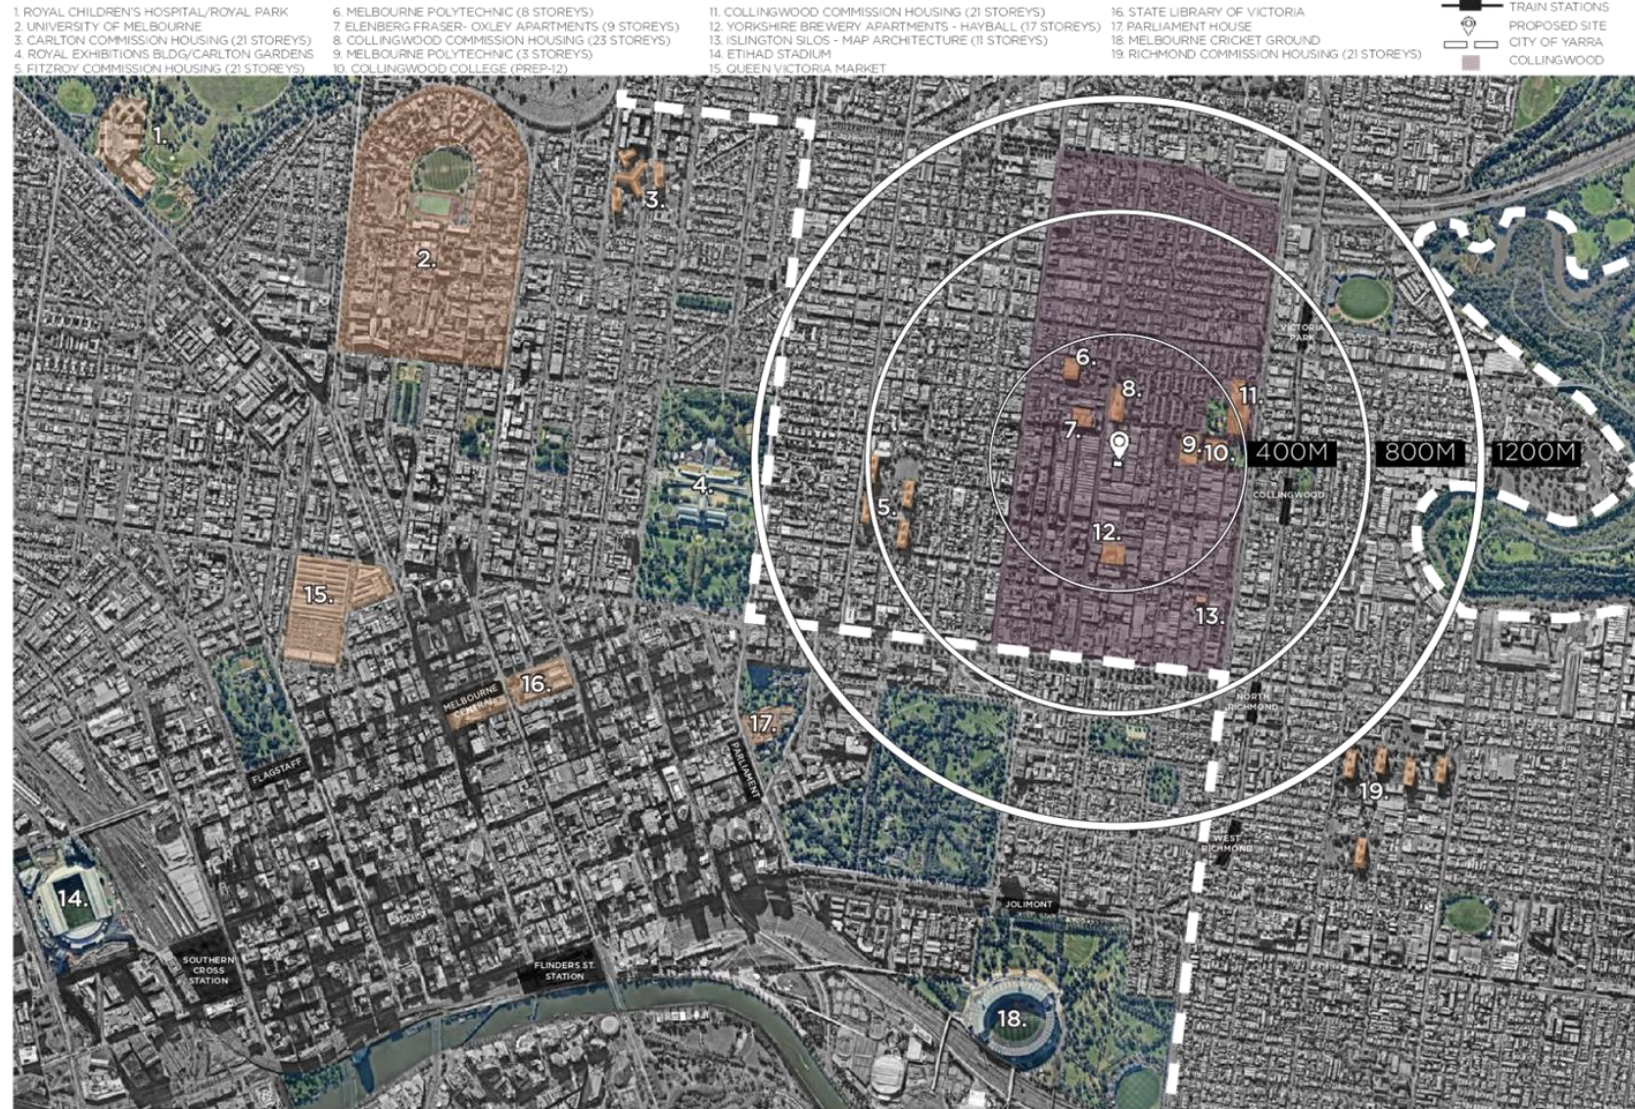 1. ROYAL CHILDREN'S HOSPITAL/ROYAL PARK
2. UNIVERSITY OF MELBOURNE
3. CARLTON COMMISSION HOUSING (21 STOREYS)
4. ROYAL EXHIBITIONS BLDG/CARLTON GARDENS
5. FITZROY COMMISSION HOUSING (21 STOREYS)
6. MELBOURNE POLYTECHNIC (8 STOREYS)
7. ELENBERG FRASER- OXLEY APARTMENTS (9 STOREYS)
8. COLLINGWOOD COMMISSION HOUSING (23 STOREYS)
9. MELBOURNE POLYTECHNIC (3 STOREYS)
10. COLLINGWOOD COLLEGE (PREP-12)
11. COLLINGWOOD COMMISSION HOUSING (21 STOREYS)
12. YORKSHIRE BREWERY APARTMENTS - HAYBALL (17 STOREYS)
13. ISLINGTON SILOS - MAP ARCHITECTURE (11 STOREYS)
14. ETIHAD STADIUM
15. QUEEN VICTORIA MARKET
16. STATE LIBRARY OF VICTORIA
17. PARLIAMENT HOUSE
18. MELBOURNE CRICKET GROUND
19. RICHMOND COMMISSION HOUSING (21 STOREYS)
TRAIN STATIONS
PROPOSED SITE
CITY OF YARRA
COLLINGWOOD
1.
2.
3.
VICTORIA
PARK
6.
8.
11.
7.
9.
10.
400M
800M
1200M
4.
5.
COLLINGWOOD
12.
15.
13.
16.
MELBOURNE
CENTRAL
17.
NORTH
RICHMOND
PARLIAMENT
FLAGSTAFF
19.
WEST
RICHMOND
14.
JOLIMONT
SOUTHERN
CROSS
STATION
FLINDERS ST.
STATION
18.